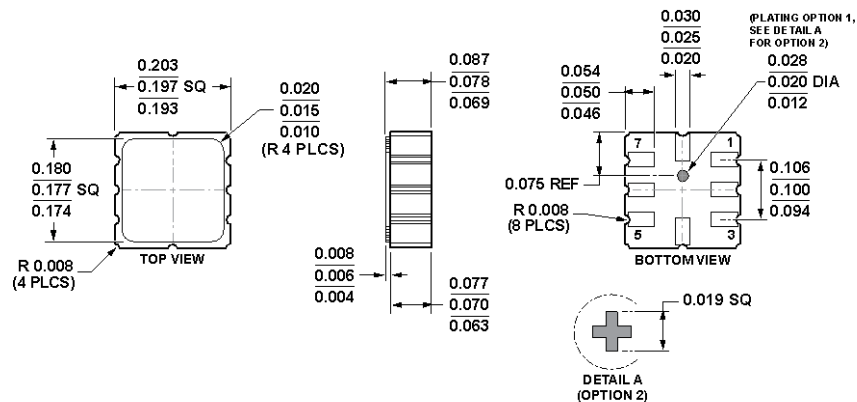 0.203
0.197 SQ
0.193
0.020
0.015
0.010
(R 4 PLCS)
0.180
0.177 SQ
0.174
R 0.008
(4 PLCS)
TOP VIEW
0.087
0.078
0.069
0.008
0.006
0.004
0.077
0.070
0.063
0.030
0.025
0.020
(PLATING OPTION 1,
SEE DETAIL A
FOR OPTION 2)
0.054
0.050
0.046
0.028
0.020 DIA
0.012
7
1
0.075 REF
0.106
0.100
0.094
R 0.008
(8 PLCS)
5
3
BOTTOM VIEW
0.019 SQ
DETAIL A
(OPTION 2)